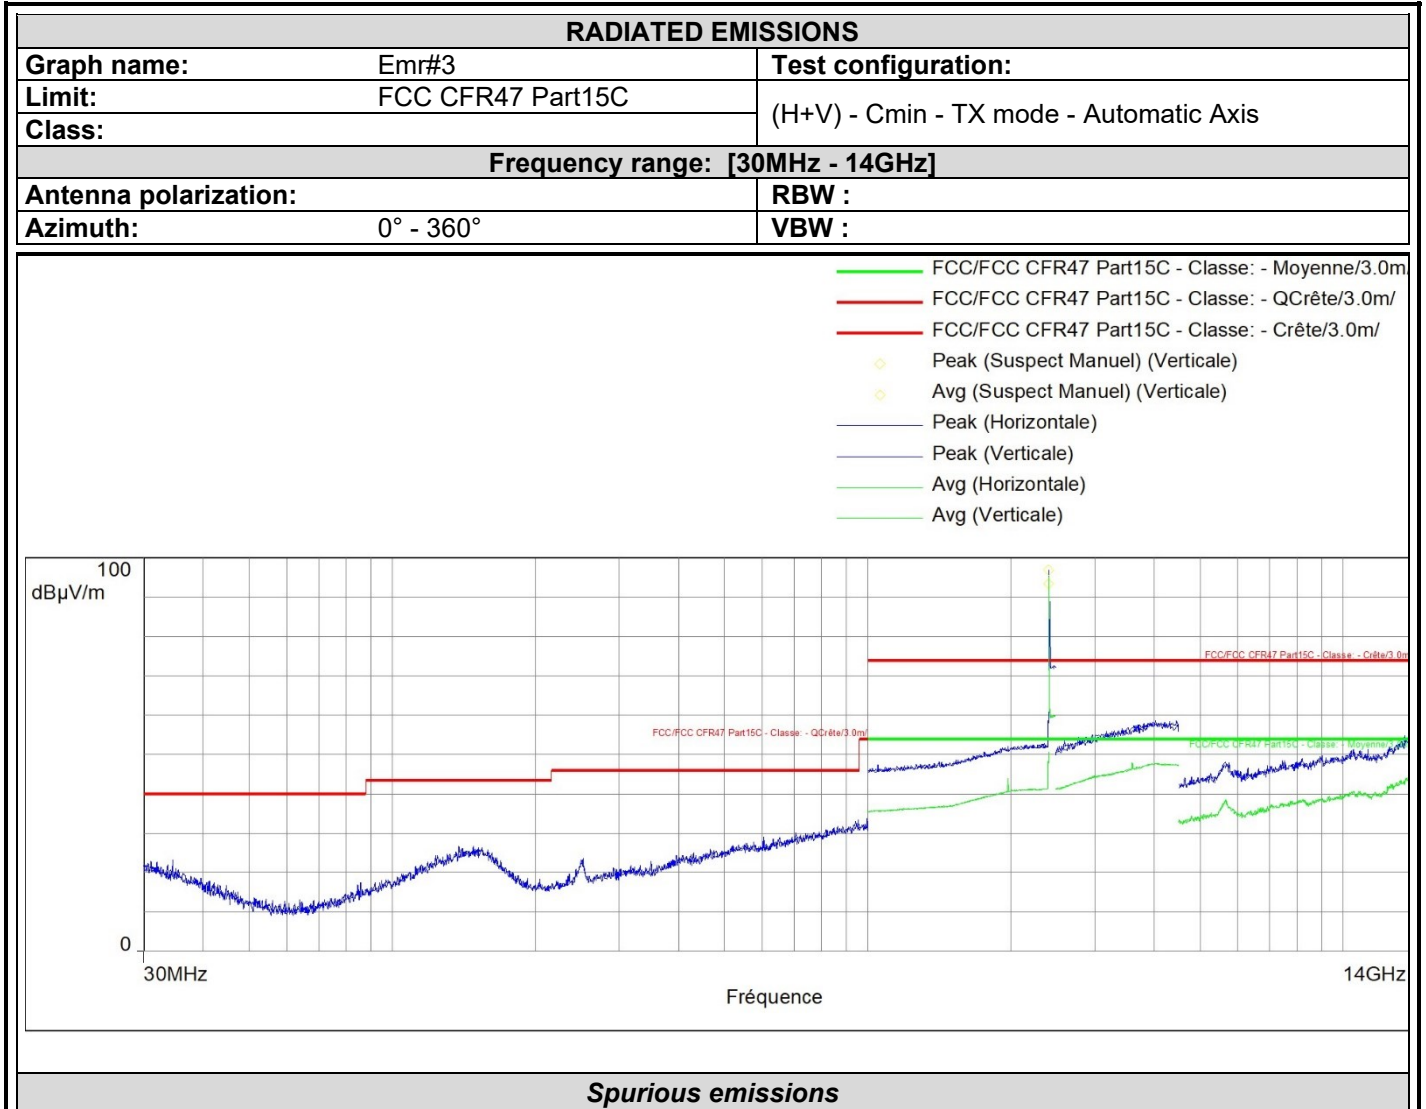 RADIATED EMISSIONS
Graph name: Emr#3 Test configuration:
Limit: FCC CFR47 Part15C
(H+V) - Cmin - TX mode - Automatic Axis
Class:
Frequency range: [30MHz - 14GHz]
Antenna polarization: RBW :
Azimuth: 0° - 360° VBW :
FCC/FCC CFR47 Part15C - Classe: - Moyenne/3.0m/
FCC/FCC CFR47 Part15C - Classe: - QCrête/3.0m/
FCC/FCC CFR47 Part15C - Classe: - Crête/3.0m/
Peak (Suspect Manuel) (Verticale)
Avg (Suspect Manuel) (Verticale)
Peak (Horizontale)
Peak (Verticale)
Avg (Horizontale)
Avg (Verticale)
100
dBµV/m
FCC/FCC CFR47 Part15C - Classe: - Crête/3.0m
FCC/FCC CFR47 Part15C - Classe: - QCrête/3.0m/
FCC/FCC CFR47 Part15C - Classe: - Moyenne/
0
30MHz 14GHz
Fréquence
Spurious emissions